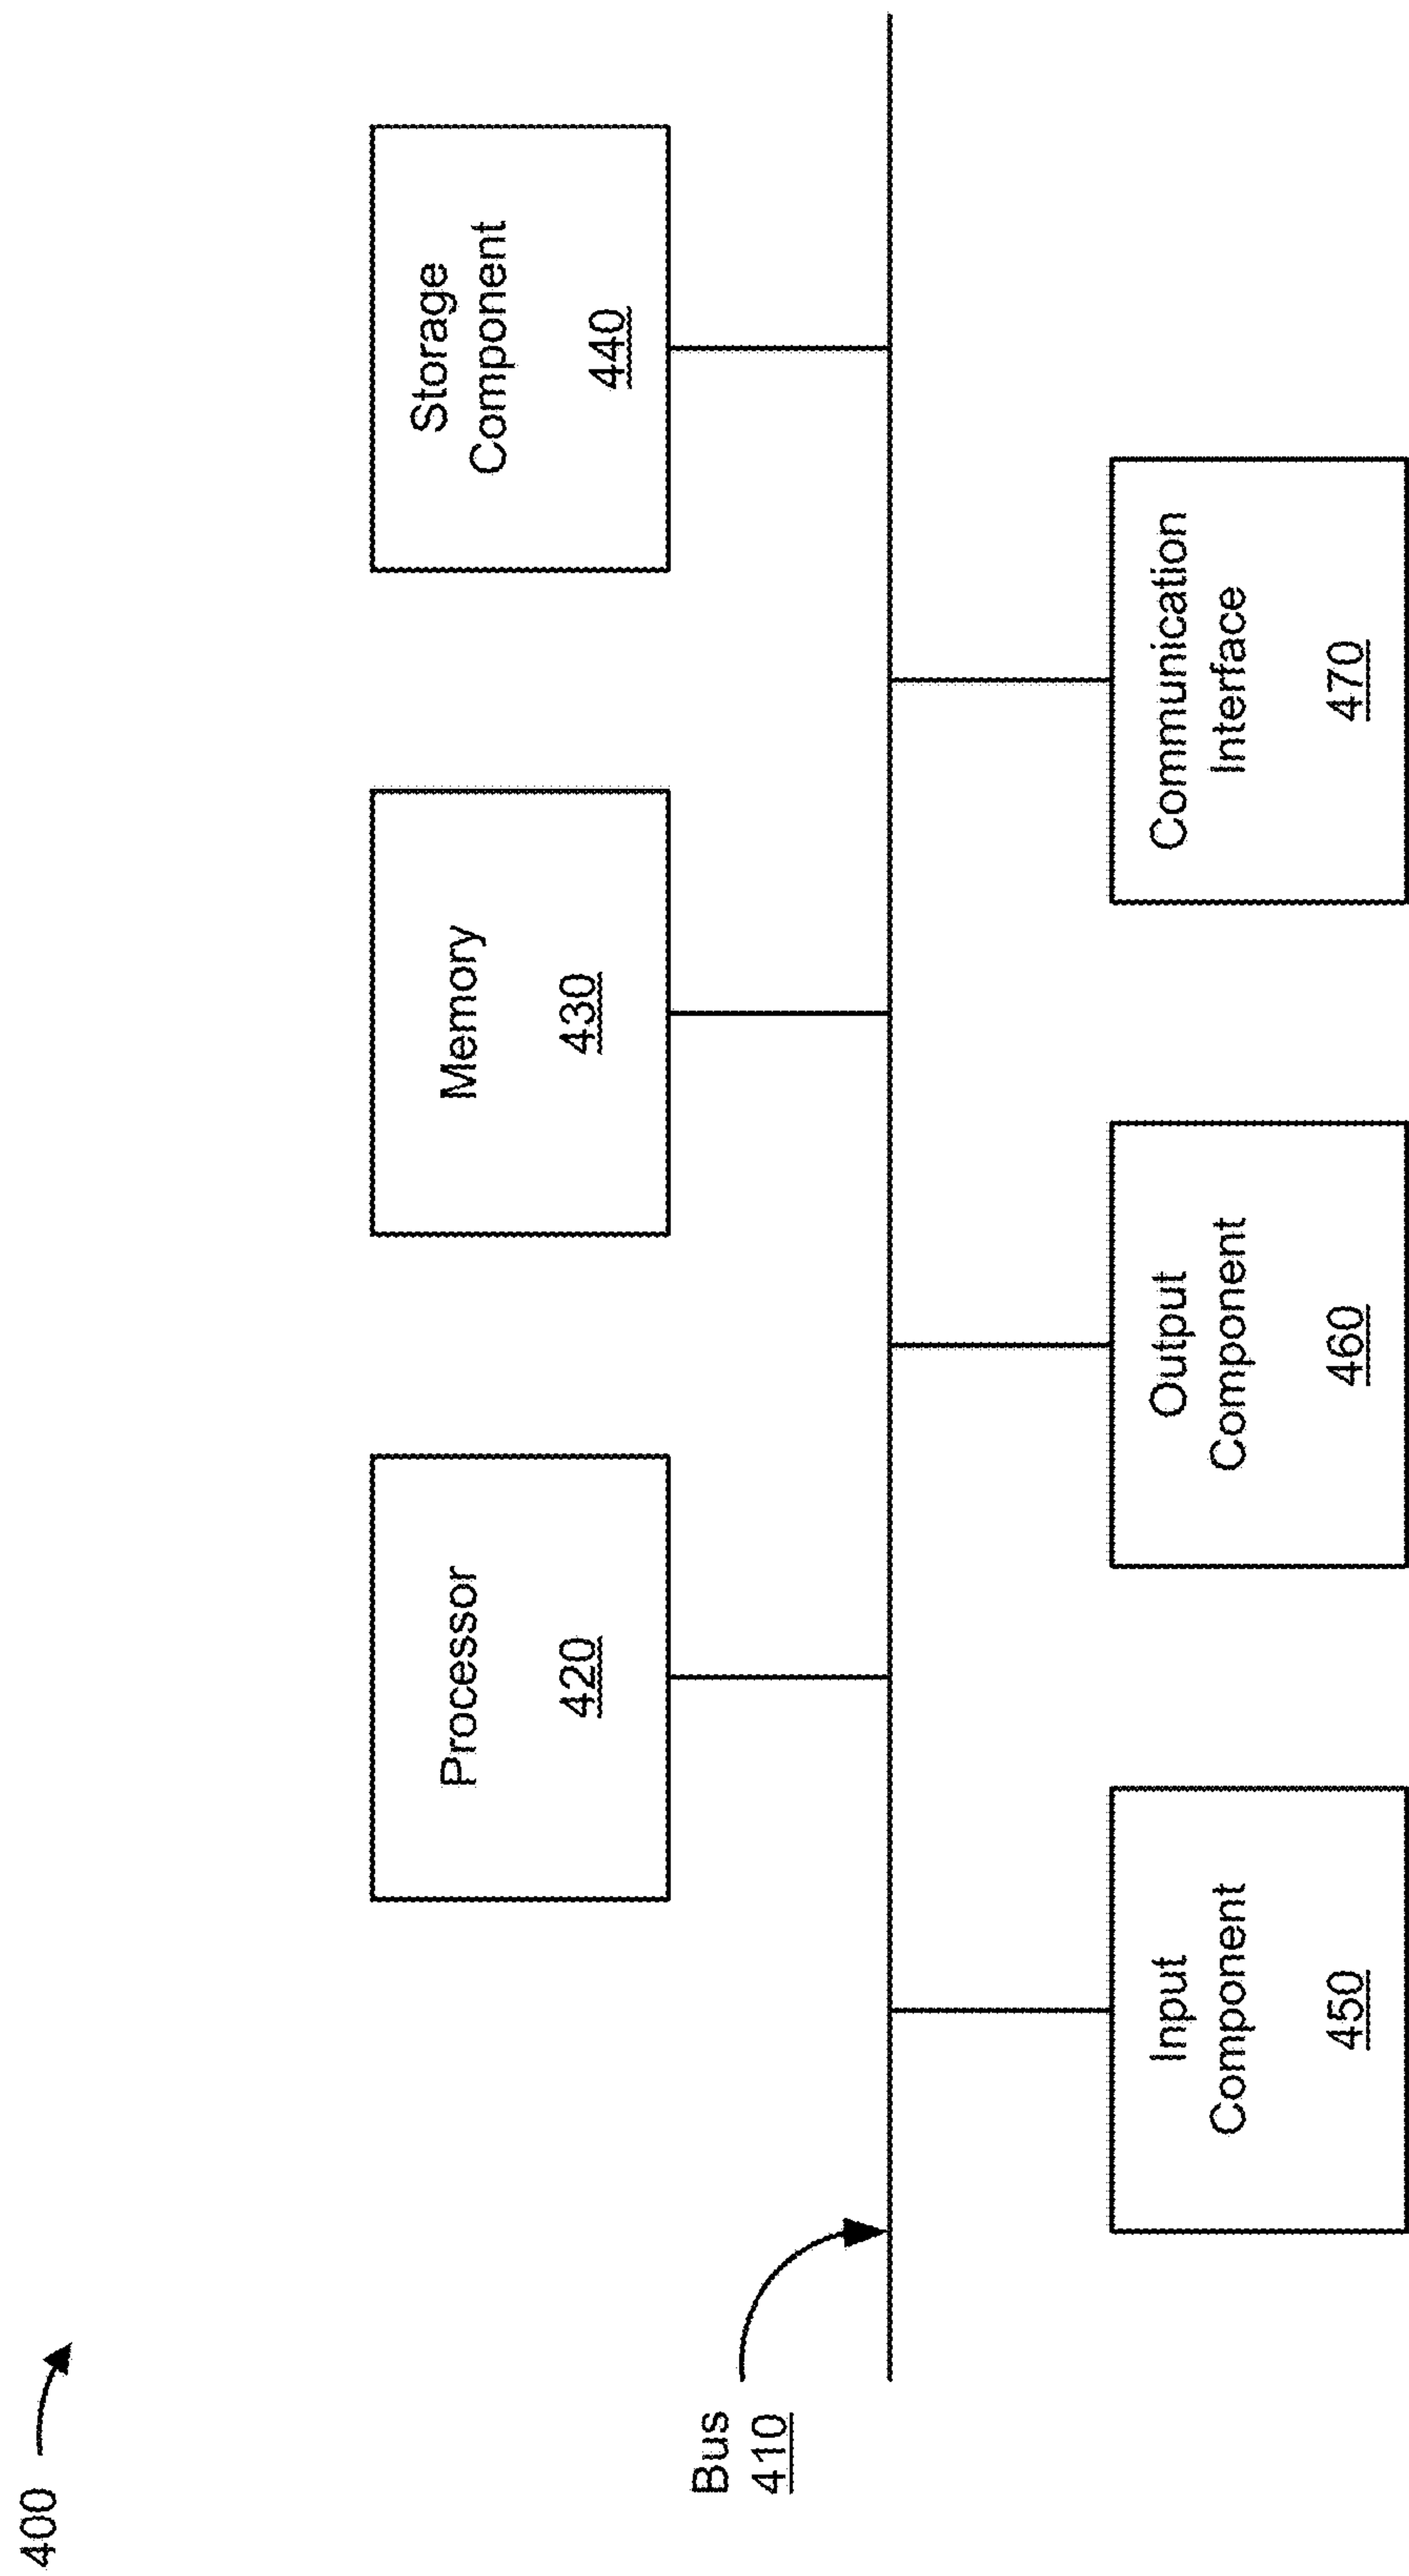 400
Processor
420
Memory
430
Storage
Component
440
Bus
410
Input
Component
450
Output
Component
460
Communication
Interface
470